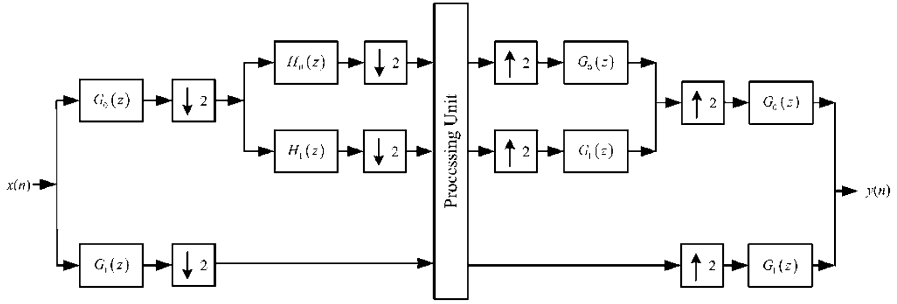 H₀(z) ↓ 2 ↑ 2 G₀(z)
G₀(z) ↓ 2 ↑ 2 G₀(z)
H₁(z) ↓ 2 ↑ 2 G₁(z)
Processing Unit
x(n) y(n)
G₁(z) ↓ 2 ↑ 2 G₁(z)